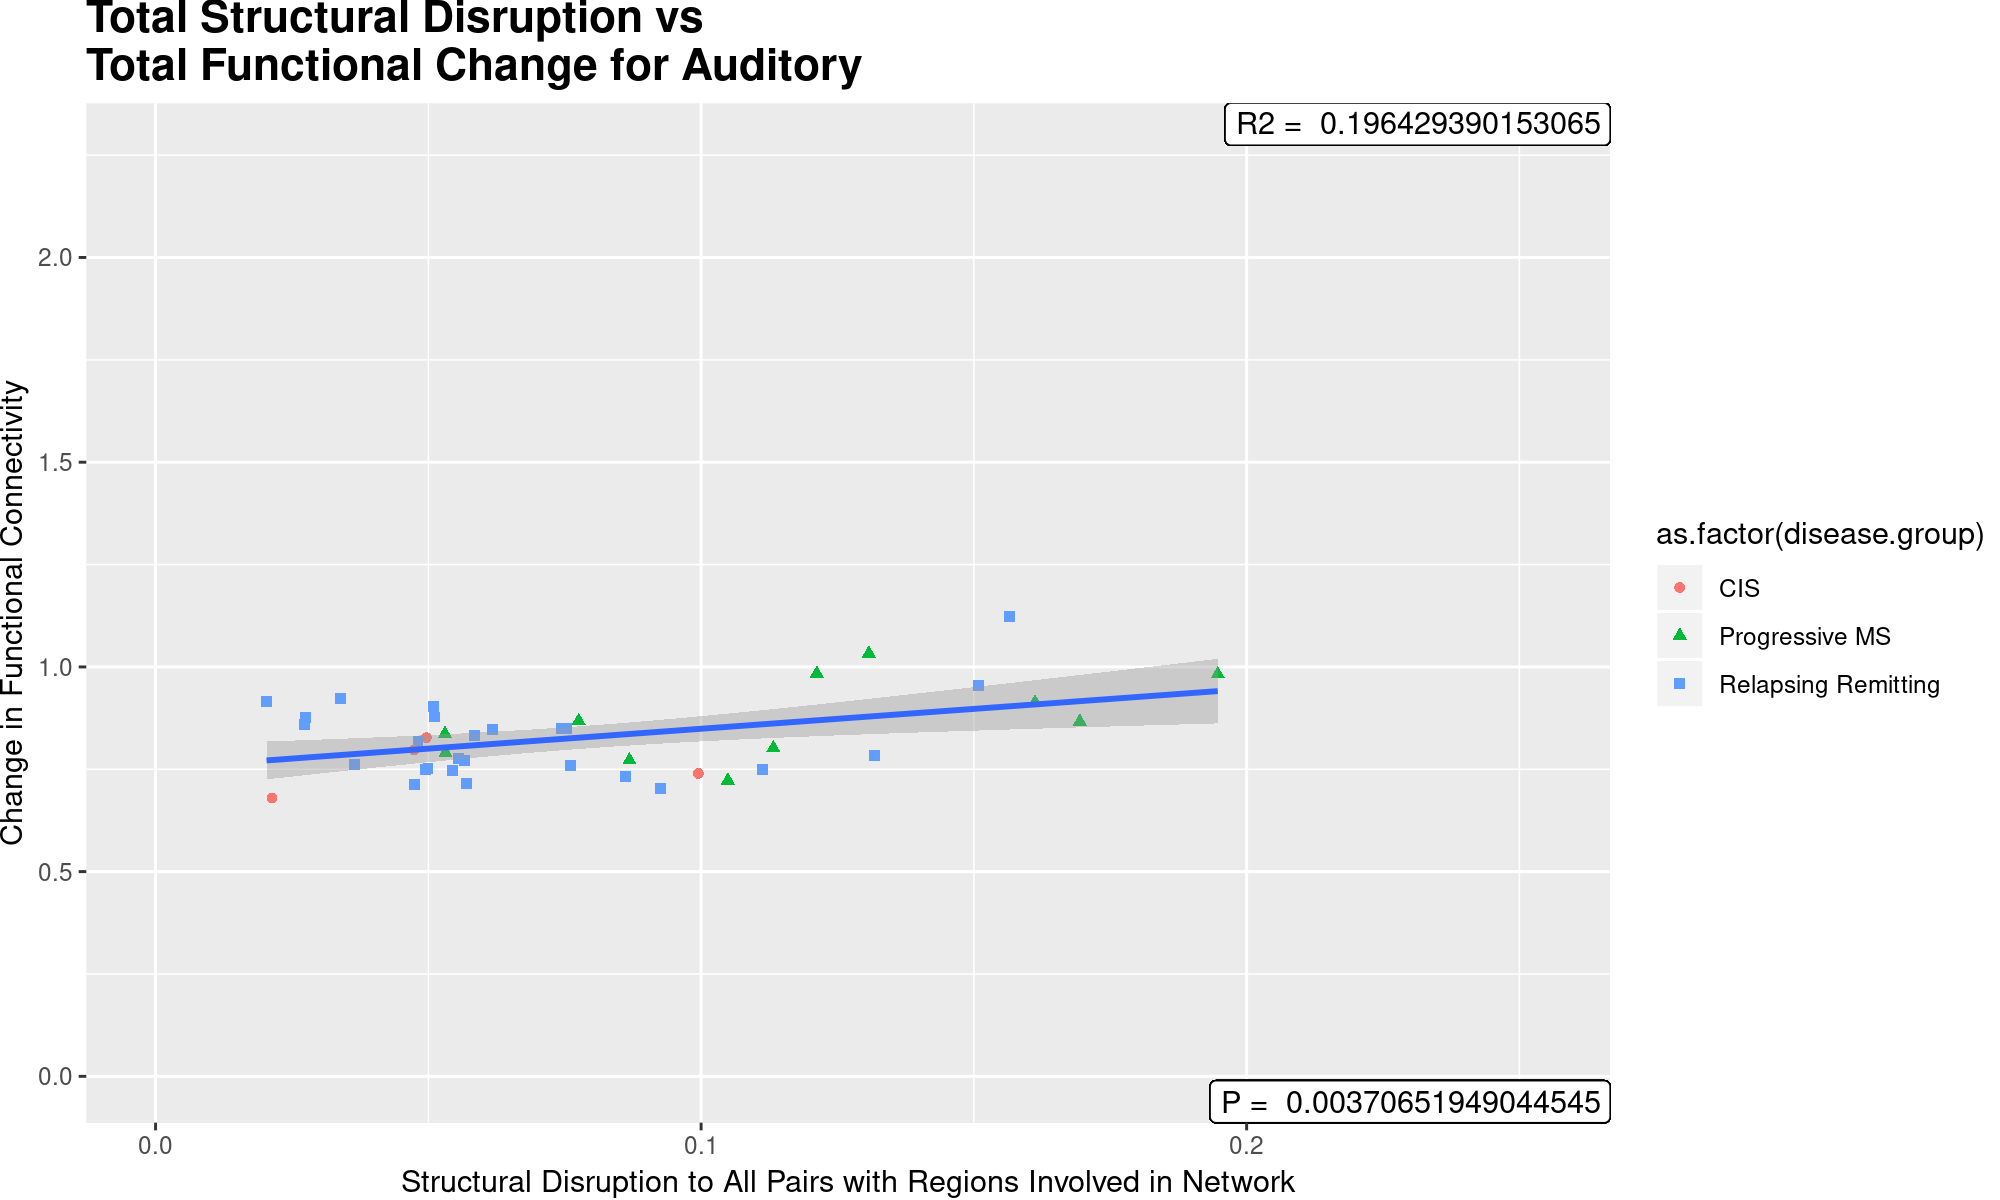 Total Structural Disruption vs
Total Functional Change for Auditory
R2 =  0.196429390153065
2.0
1.5
1.0
0.5
0.0
Change in Functional Connectivity
P =  0.00370651949044545
0.0
0.1
0.2
Structural Disruption to All Pairs with Regions Involved in Network
as.factor(disease.group)
CIS
Progressive MS
Relapsing Remitting